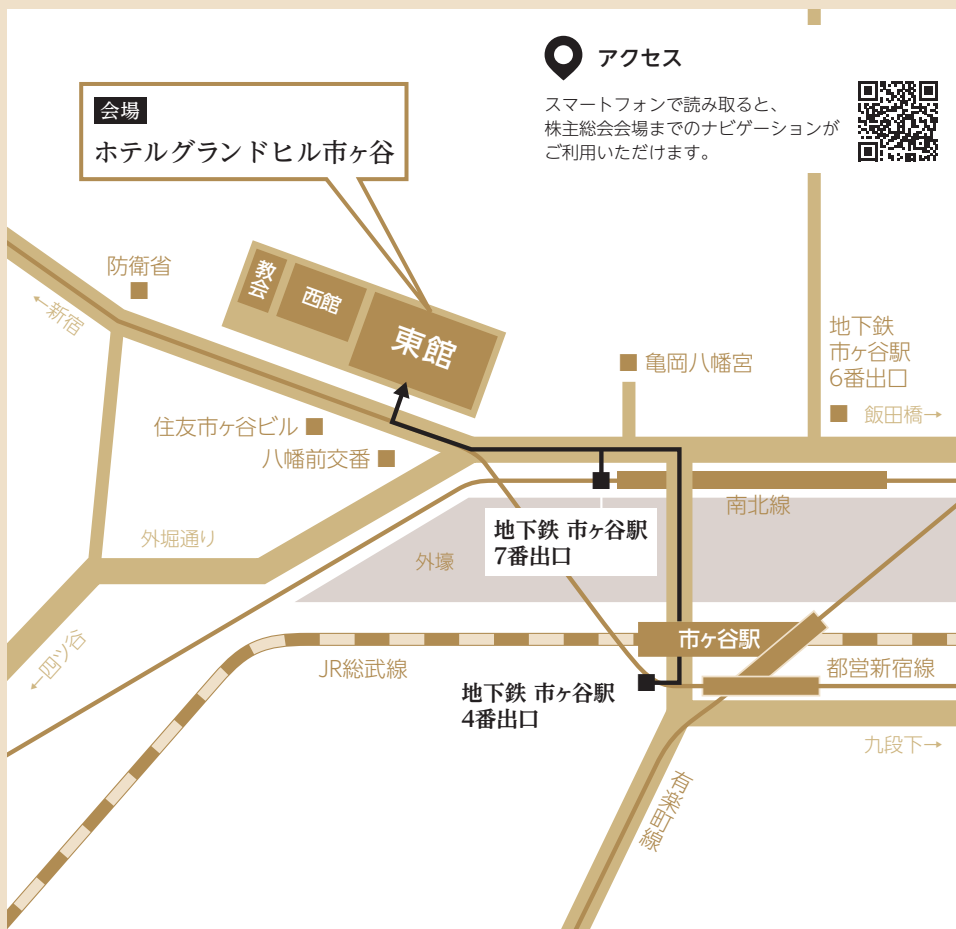 アクセス
スマートフォンで読み取ると、
株主総会会場までのナビゲーションが
ご利用いただけます。
会場
ホテルグランドヒル市ヶ谷
防衛省
←新宿
教会
西館
東館
亀岡八幡宮
地下鉄
市ヶ谷駅
6番出口
飯田橋→
住友市ヶ谷ビル
八幡前交番
南北線
地下鉄 市ヶ谷駅
7番出口
外堀通り
外濠
←四ツ谷
市ヶ谷駅
JR総武線
都営新宿線
地下鉄 市ヶ谷駅
4番出口
九段下→
有楽町線